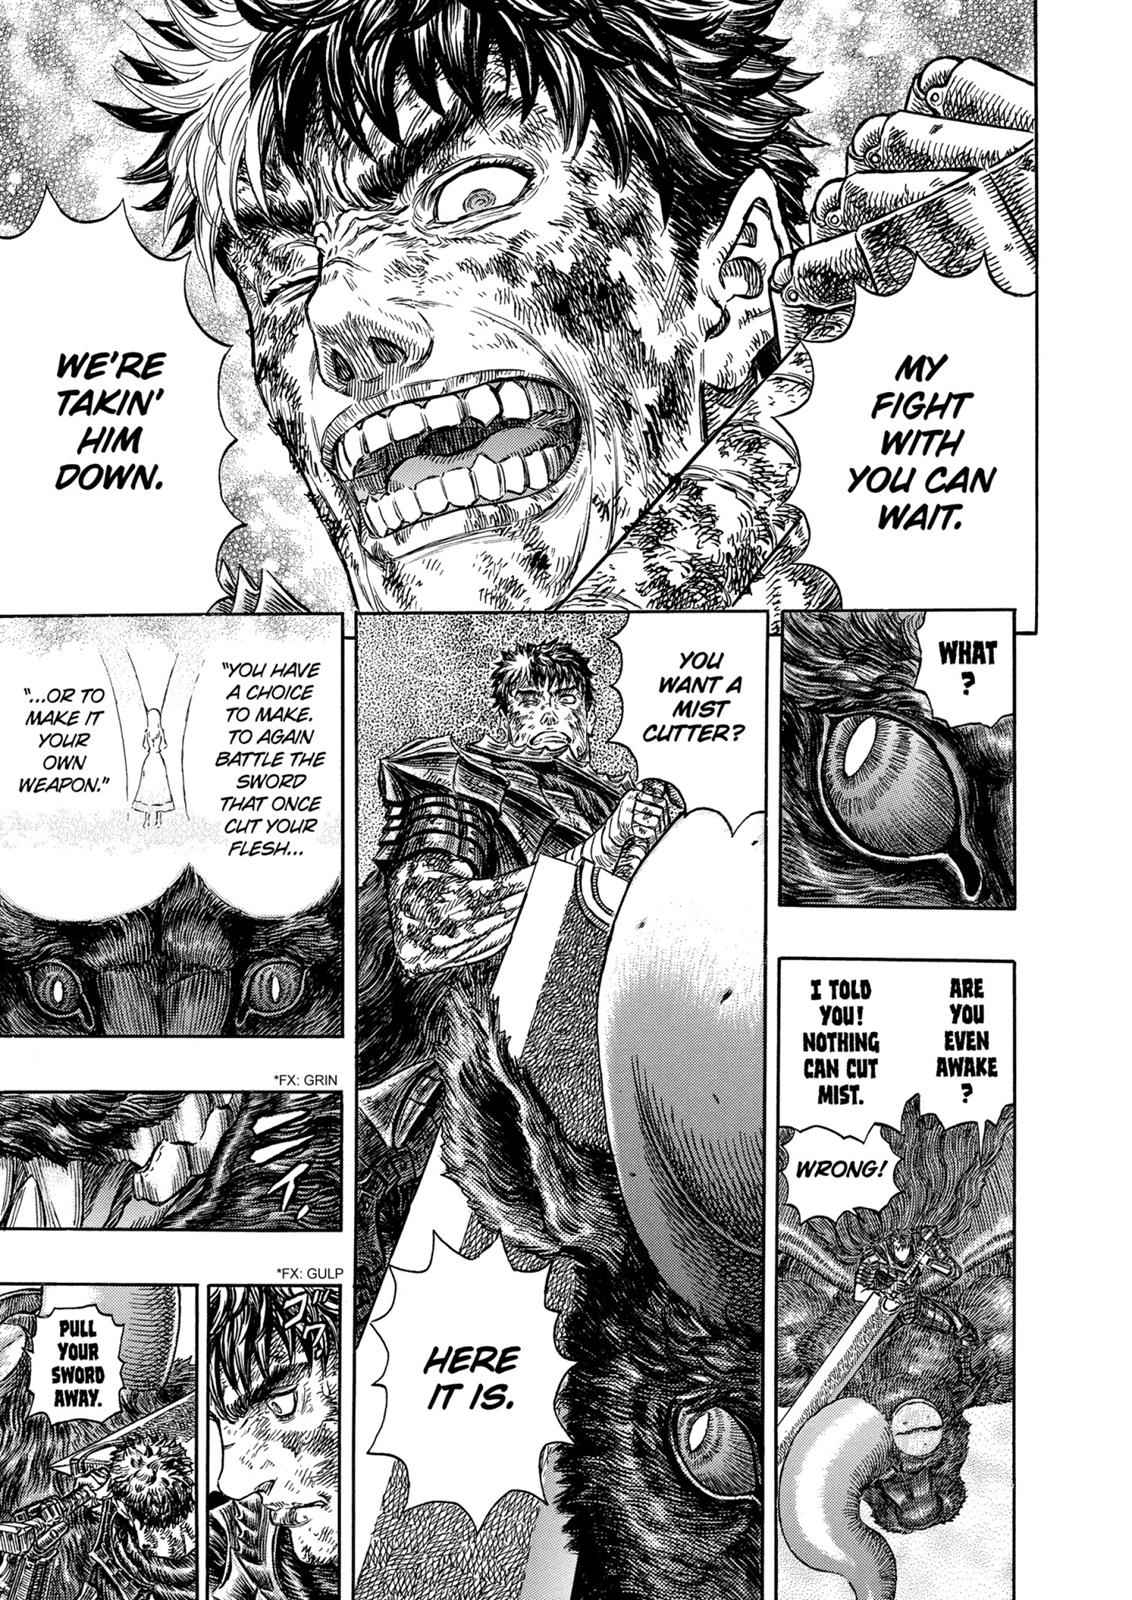 MY
FIGHT
WITH
YOU CAN
WAIT.
WE'RE
TAKIN'
HIM
DOWN.
WHAT
?
ARE
YOU
EVEN
AWAKE
?
I TOLD
YOU!
NOTHING
CAN CUT
MIST.
WRONG!
YOU
WANT A
MIST
CUTTER?
HERE
IT IS.
"YOU HAVE
A CHOICE
TO MAKE.
TO AGAIN
BATTLE THE
SWORD
THAT ONCE
CUT YOUR
FLESH...
"...OR TO
MAKE IT
YOUR
OWN
WEAPON."
*FX: GRIN
*FX: GULP
PULL
YOUR
SWORD
AWAY.